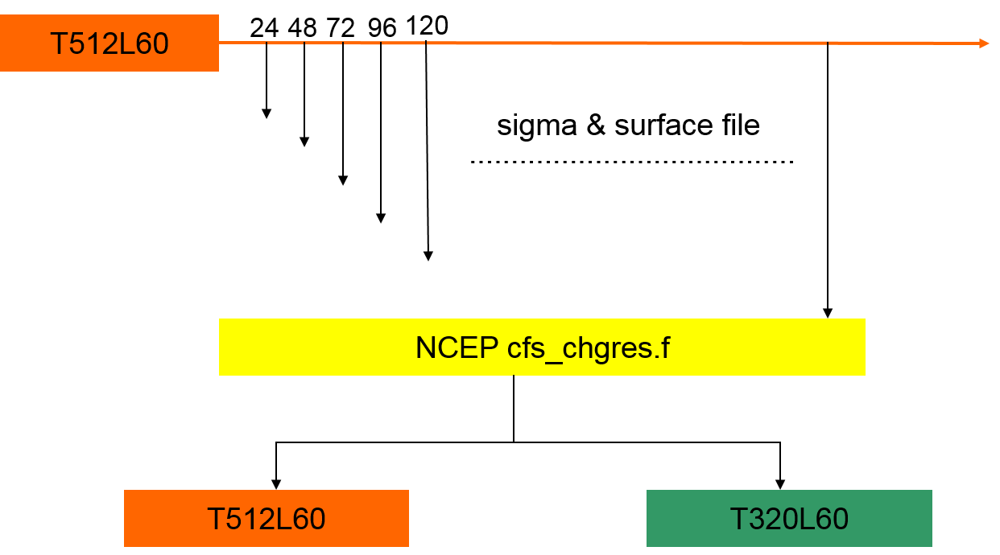 T512L60
24 48 72 96 120
sigma & surface file
NCEP cfs_chgres.f
T512L60
T320L60